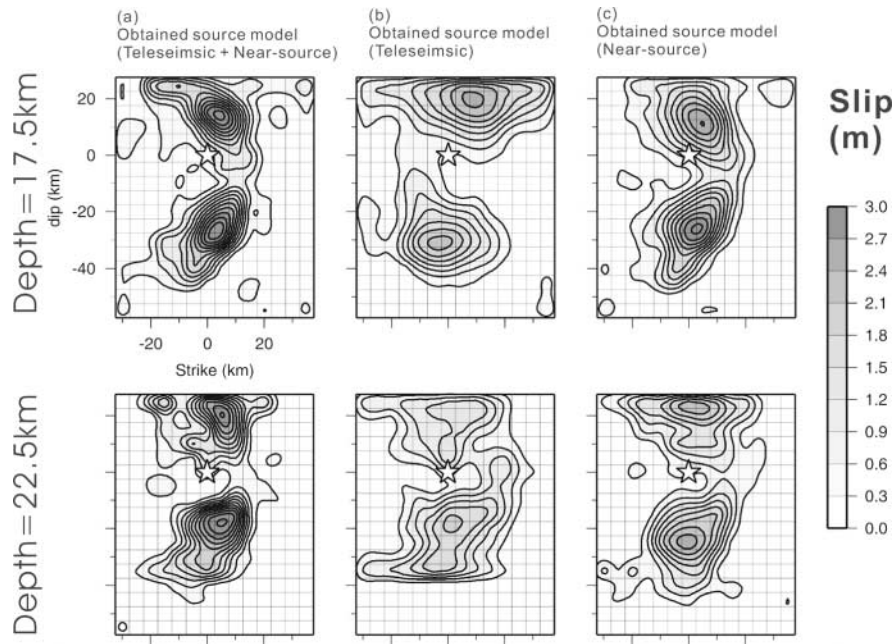 (a)
Obtained source model
(Teleseimsic + Near-source)
(b)
Obtained source model
(Teleseimsic)
(c)
Obtained source model
(Near-source)
Depth=17.5km
dip (km)
20
0
-20
-40
-20
0
20
Strike (km)
Depth=22.5km
Slip
(m)
3.0
2.7
2.4
2.1
1.8
1.5
1.2
0.9
0.6
0.3
0.0